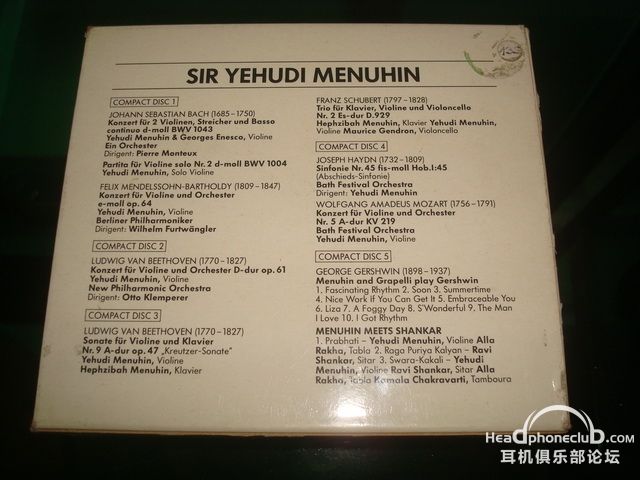 SIR YEHUDI MENUHIN
COMPACT DISC 1
JOHANN SEBASTIAN BACH (1685-1750)
Konzert für 2 Violinen, Streicher und Basso
continuo d-moll BWV 1043
Yehudi Menuhin & Georges Enesco, Violine
Ein Orchester
Dirigent: Pierre Monteux
Partita für Violine solo Nr. 2 d-moll BWV 1004
Yehudi Menuhin, Solo Violine
FELIX MENDELSSOHN-BARTHOLDY (1809-1847)
Konzert für Violine und Orchester
e-moll op. 64
Yehudi Menuhin, Violine
Berliner Philharmoniker
Dirigent: Wilhelm Furtwängler
COMPACT DISC 2
LUDWIG VAN BEETHOVEN (1770-1827)
Konzert für Violine und Orchester D-dur op. 61
Yehudi Menuhin, Violine
New Philharmonic Orchestra
Dirigent: Otto Klemperer
COMPACT DISC 3
LUDWIG VAN BEETHOVEN (1770-1827)
Sonate für Violine und Klavier
Nr. 9 A-dur op. 47 „Kreutzer-Sonate"
Yehudi Menuhin, Violine
Hephzibah Menuhin, Klavier
FRANZ SCHUBERT (1797-1828)
Trio für Klavier, Violine und Violoncello
Nr. 2 Es-dur D.929
Hephzibah Menuhin, Klavier Yehudi Menuhin,
Violine Maurice Gendron, Violoncello
COMPACT DISC 4
JOSEPH HAYDN (1732-1809)
Sinfonie Nr. 45 fis-moll Hob.I:45
(Abschieds-Sinfonie)
Bath Festival Orchestra
Dirigent: Yehudi Menuhin
WOLFGANG AMADEUS MOZART (1756-1791)
Konzert für Violine und Orchester
Nr. 5 A-dur KV 219
Bath Festival Orchestra
Yehudi Menuhin, Violine
COMPACT DISC 5
GEORGE GERSHWIN (1898-1937)
Menuhin and Grapelli play Gershwin
1. Fascinating Rhythm 2. Soon 3. Summertime
4. Nice Work If You Can Get It 5. Embraceable You
6. Liza 7. A Foggy Day 8. S'Wonderful 9. The Man
I Love 10. I Got Rhythm
MENUHIN MEETS SHANKAR
1. Prabhati – Yehudi Menuhin, Violine Alla
Rakha, Tabla 2. Raga Puriya Kalyan – Ravi
Shankar, Sitar 3. Swara-Kakali – Yehudi
Menuhin, Violine Ravi Shankar, Sitar Alla
Rakha, Tabla Kamala Chakravarti, Tamboura
Headphoneclub.com
耳机俱乐部论坛